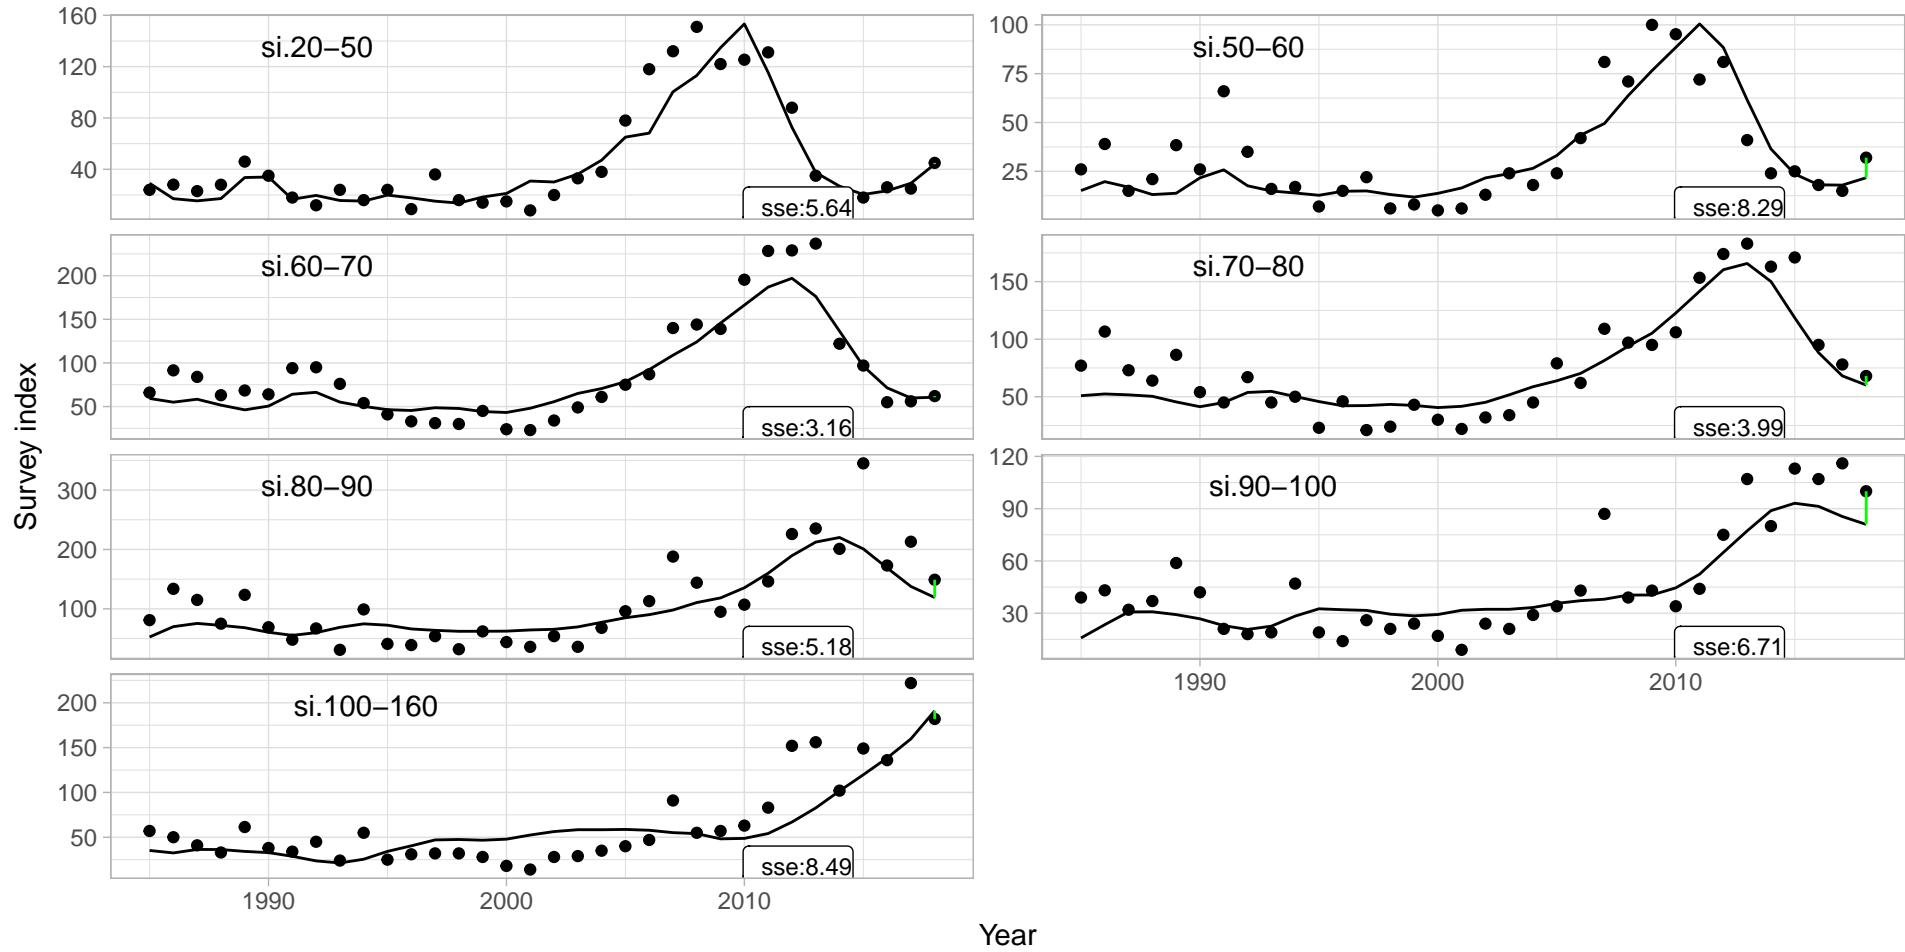 160
120
80
40
si.20−50
sse:5.64
100
75
50
25
si.50−60
sse:8.29
200
150
100
50
si.60−70
sse:3.16
150
100
50
si.70−80
sse:3.99
300
200
100
si.80−90
sse:5.18
120
90
60
30
si.90−100
sse:6.71
1990 2000 2010
200
150
100
50
si.100−160
sse:8.49
1990 2000 2010
Survey index
Year